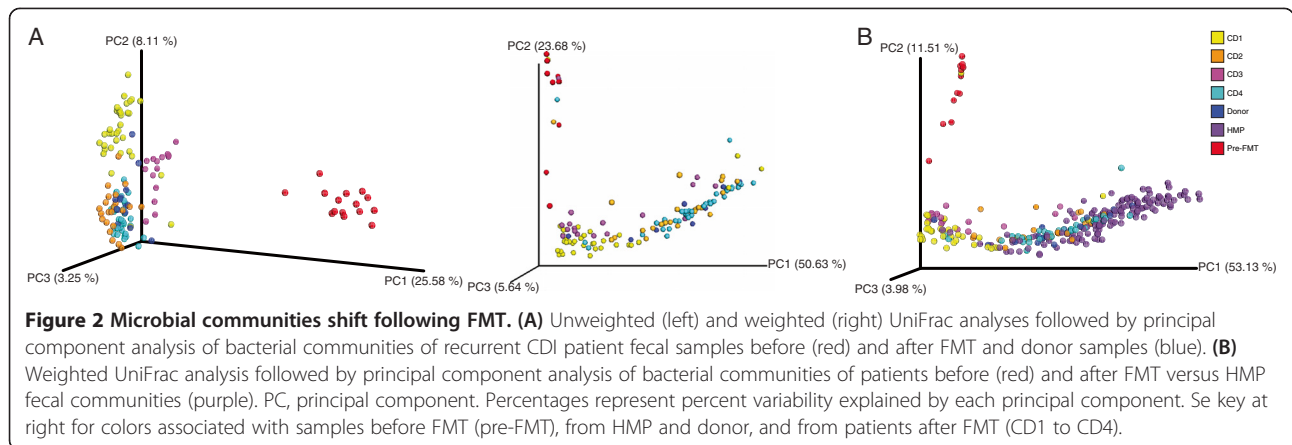 A
PC2 (8.11 %)
PC3 (3.25 %)
PC1 (25.58 %)
PC2 (23.68 %)
PC3 (5.64 %)
PC1 (50.63 %)
B
PC2 (11.51 %)
PC3 (3.98 %)
PC1 (53.13 %)
CD1
CD2
CD3
CD4
Donor
HMP
Pre-FMT
Figure 2 Microbial communities shift following FMT. (A) Unweighted (left) and weighted (right) UniFrac analyses followed by principal
component analysis of bacterial communities of recurrent CDI patient fecal samples before (red) and after FMT and donor samples (blue). (B)
Weighted UniFrac analysis followed by principal component analysis of bacterial communities of patients before (red) and after FMT versus HMP
fecal communities (purple). PC, principal component. Percentages represent percent variability explained by each principal component. Se key at
right for colors associated with samples before FMT (pre-FMT), from HMP and donor, and from patients after FMT (CD1 to CD4).